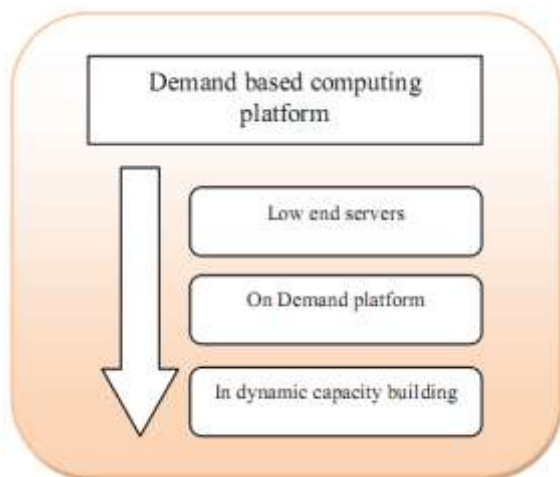 Demand based computing
platform
Low end servers
On Demand platform
In dynamic capacity building